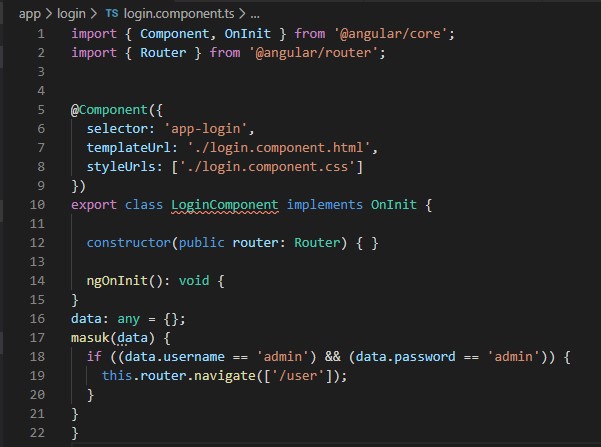 app > login > TS login.component.ts > ...
1 import { Component, OnInit } from '@angular/core';
2 import { Router } from '@angular/router';
3
4
5 @Component({
6   selector: 'app-login',
7   templateUrl: './login.component.html',
8   styleUrls: ['./login.component.css']
9 })
10 export class LoginComponent implements OnInit {
11
12   constructor(public router: Router) { }
13
14   ngOnInit(): void {
15 }
16 data: any = {};
17 masuk(data) {
18   if ((data.username == 'admin') && (data.password == 'admin')) {
19     this.router.navigate(['/user']);
20   }
21 }
22 }